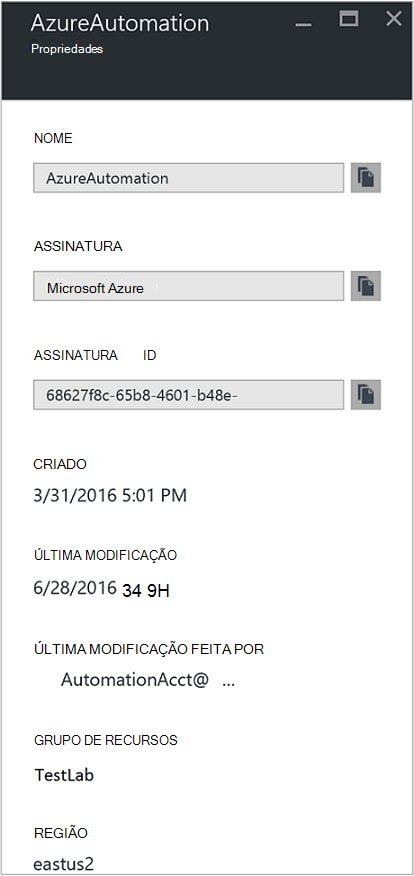 AzureAutomation
Propriedades
NOME
AzureAutomation
ASSINATURA
Microsoft Azure
ASSINATURA ID
68627f8c-65b8-4601-b48e-
CRIADO
3/31/2016 5:01 PM
ÚLTIMA MODIFICAÇÃO
6/28/2016 34 9H
ÚLTIMA MODIFICAÇÃO FEITA POR
AutomationAcct@ ...
GRUPO DE RECURSOS
TestLab
REGIÃO
eastus2